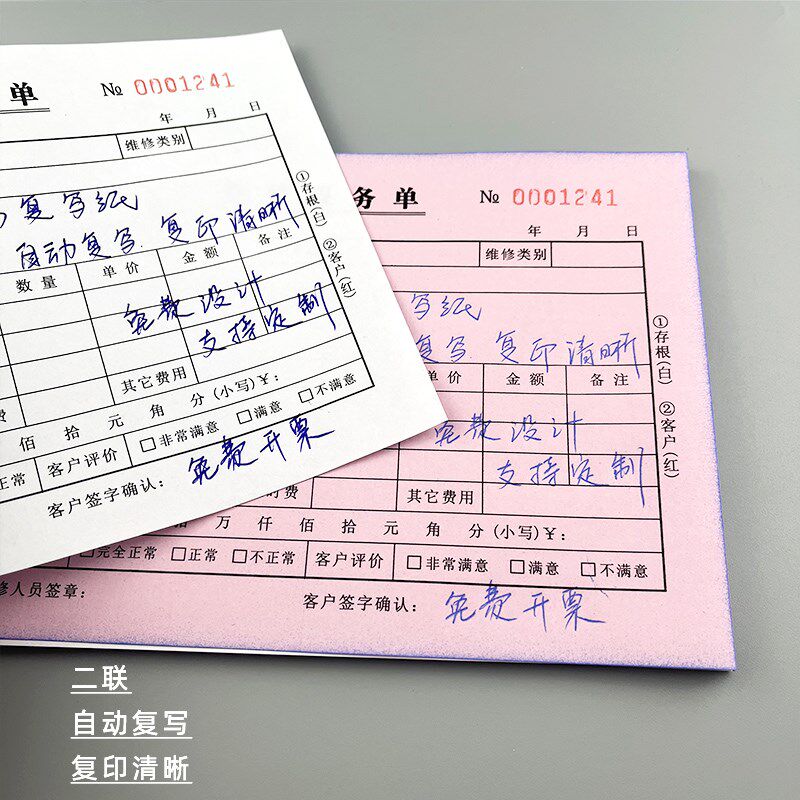 单 № 0001241
年 月 日
维修类别
复写纸
自动复写 复印清晰
数量 单价 金额 备注
免费设计
支持定制
其它费用
费
佰 拾 元 角 分(小写)¥:
正常 客户评价 □非常满意 □满意 □不满意
客户签字确认: 免费开票
①存根(白) ②客户(红)
务单 № 0001241
年 月 日
维修类别
写纸
复写 复印清晰
单价 金额 备注
免费设计
支持定制
时费 其它费用
拾 万 仟 佰 拾 元 角 分(小写)¥:
□完全正常 □正常 □不正常 客户评价 □非常满意 □满意 □不满意
修人员签章: 客户签字确认: 免费开票
①存根(白) ②客户(红)
二联
自动复写
复印清晰